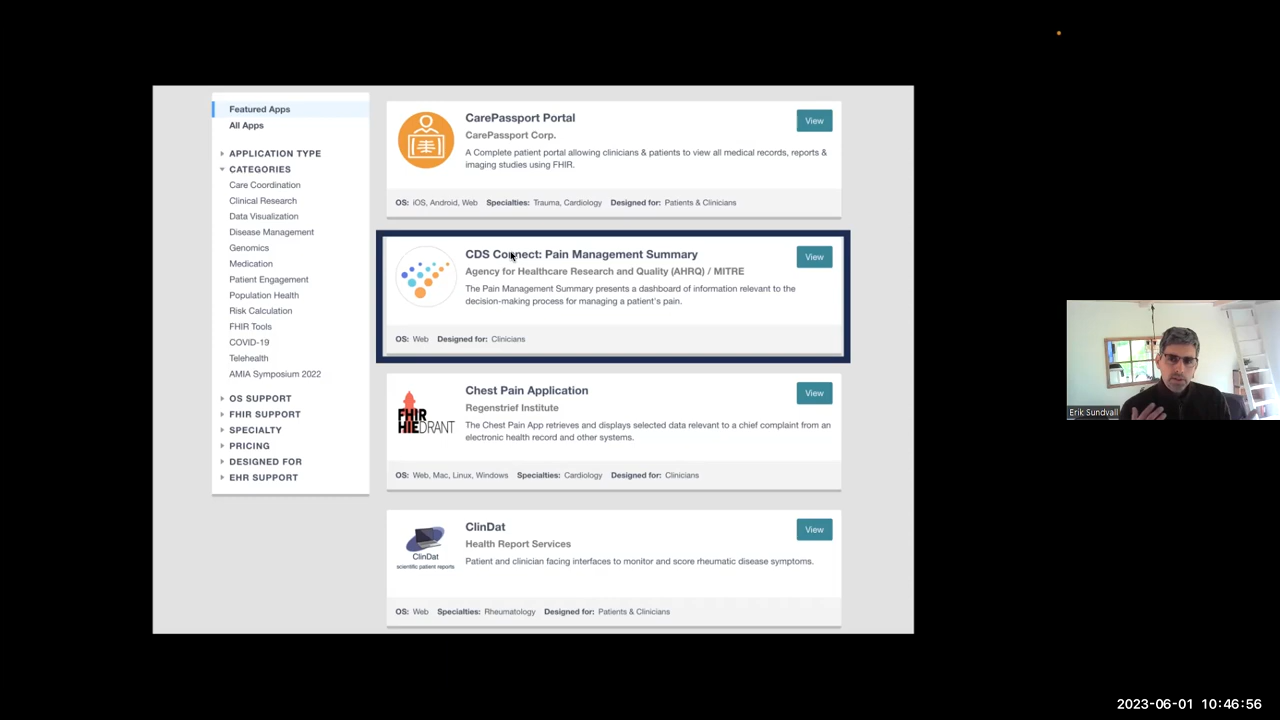 Featured Apps
All Apps
APPLICATION TYPE
CATEGORIES
Care Coordination
Clinical Research
Data Visualization
Disease Management
Genomics
Medication
Patient Engagement
Population Health
Risk Calculation
FHIR Tools
COVID-19
Telehealth
AMIA Symposium 2022
OS SUPPORT
FHIR SUPPORT
SPECIALTY
PRICING
DESIGNED FOR
EHR SUPPORT
CarePassport Portal
View
CarePassport Corp.
A Complete patient portal allowing clinicians & patients to view all medical records, reports &
imaging studies using FHIR.
OS: iOS, Android, Web Specialties: Trauma, Cardiology Designed for: Patients & Clinicians
CDS Connect: Pain Management Summary
View
Agency for Healthcare Research and Quality (AHRQ) / MITRE
The Pain Management Summary presents a dashboard of information relevant to the
decision-making process for managing a patient's pain.
OS: Web Designed for: Clinicians
FHIR
HIEDRANT
Chest Pain Application
View
Regenstrief Institute
The Chest Pain App retrieves and displays selected data relevant to a chief complaint from an
electronic health record and other systems.
OS: Web, Mac, Linux, Windows Specialties: Cardiology Designed for: Clinicians
ClinDat
scientific patient reports
ClinDat
View
Health Report Services
Patient and clinician facing interfaces to monitor and score rheumatic disease symptoms.
OS: Web Specialties: Rheumatology Designed for: Patients & Clinicians
Erik Sundvall
2023-06-01 10:46:56